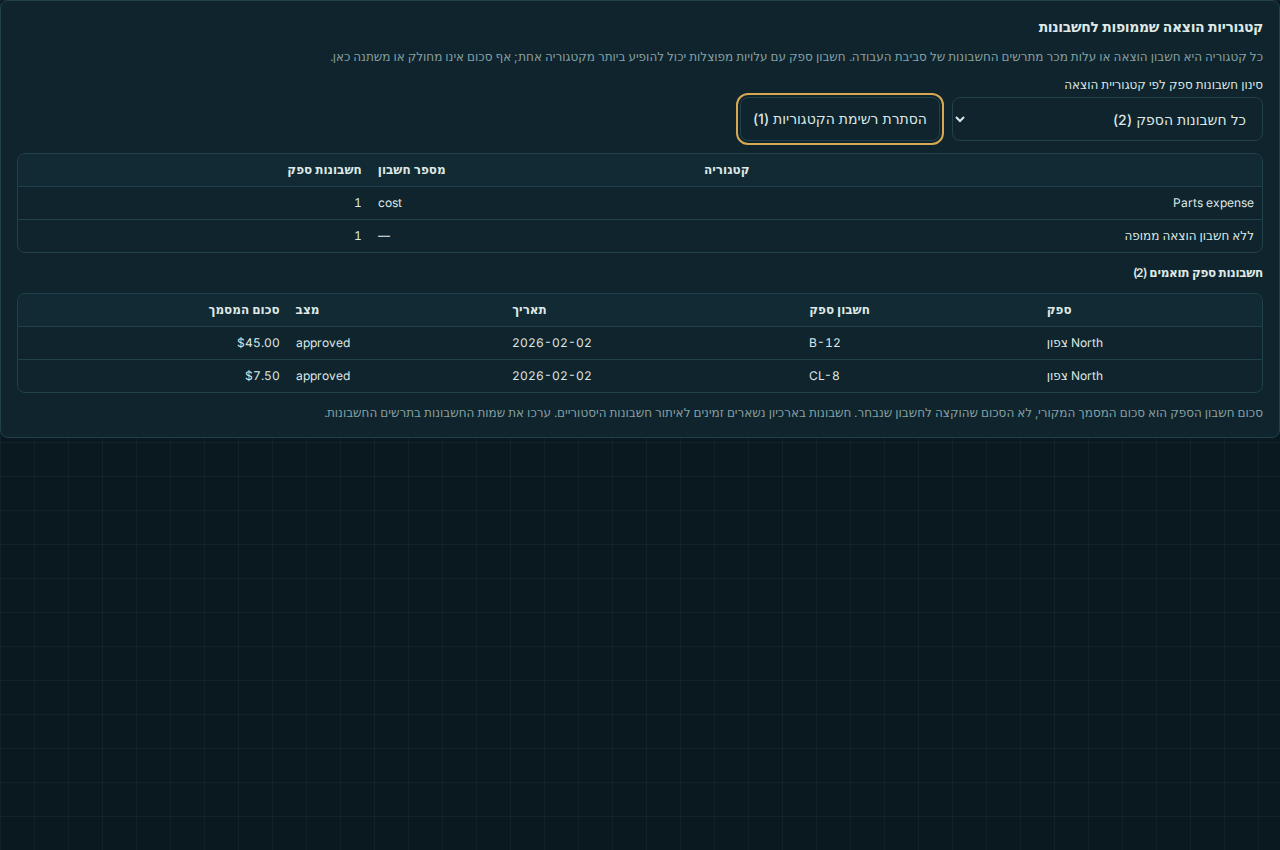 קטגוריות הוצאה שממופות לחשבונות
כל קטגוריה היא חשבון הוצאה או עלות מכר מתרשים החשבונות של סביבת העבודה. חשבון ספק עם עלויות מפוצלות יכול להופיע ביותר מקטגוריה אחת; אף סכום אינו מחולק או משתנה כאן.
סינון חשבונות ספק לפי קטגוריית הוצאה
כל חשבונות הספק (2) הסתרת רשימת הקטגוריות (1)
קטגוריה מספר חשבון חשבונות ספק
Parts expense cost 1
ללא חשבון הוצאה ממופה — 1
חשבונות ספק תואמים (2)
ספק חשבון ספק תאריך מצב סכום המסמך
North צפון B-12 2026-02-02 approved $45.00
North צפון CL-8 2026-02-02 approved $7.50
סכום חשבון הספק הוא סכום המסמך המקורי, לא הסכום שהוקצה לחשבון שנבחר. חשבונות בארכיון נשארים זמינים לאיתור חשבונות היסטוריים. ערכו את שמות החשבונות בתרשים החשבונות.